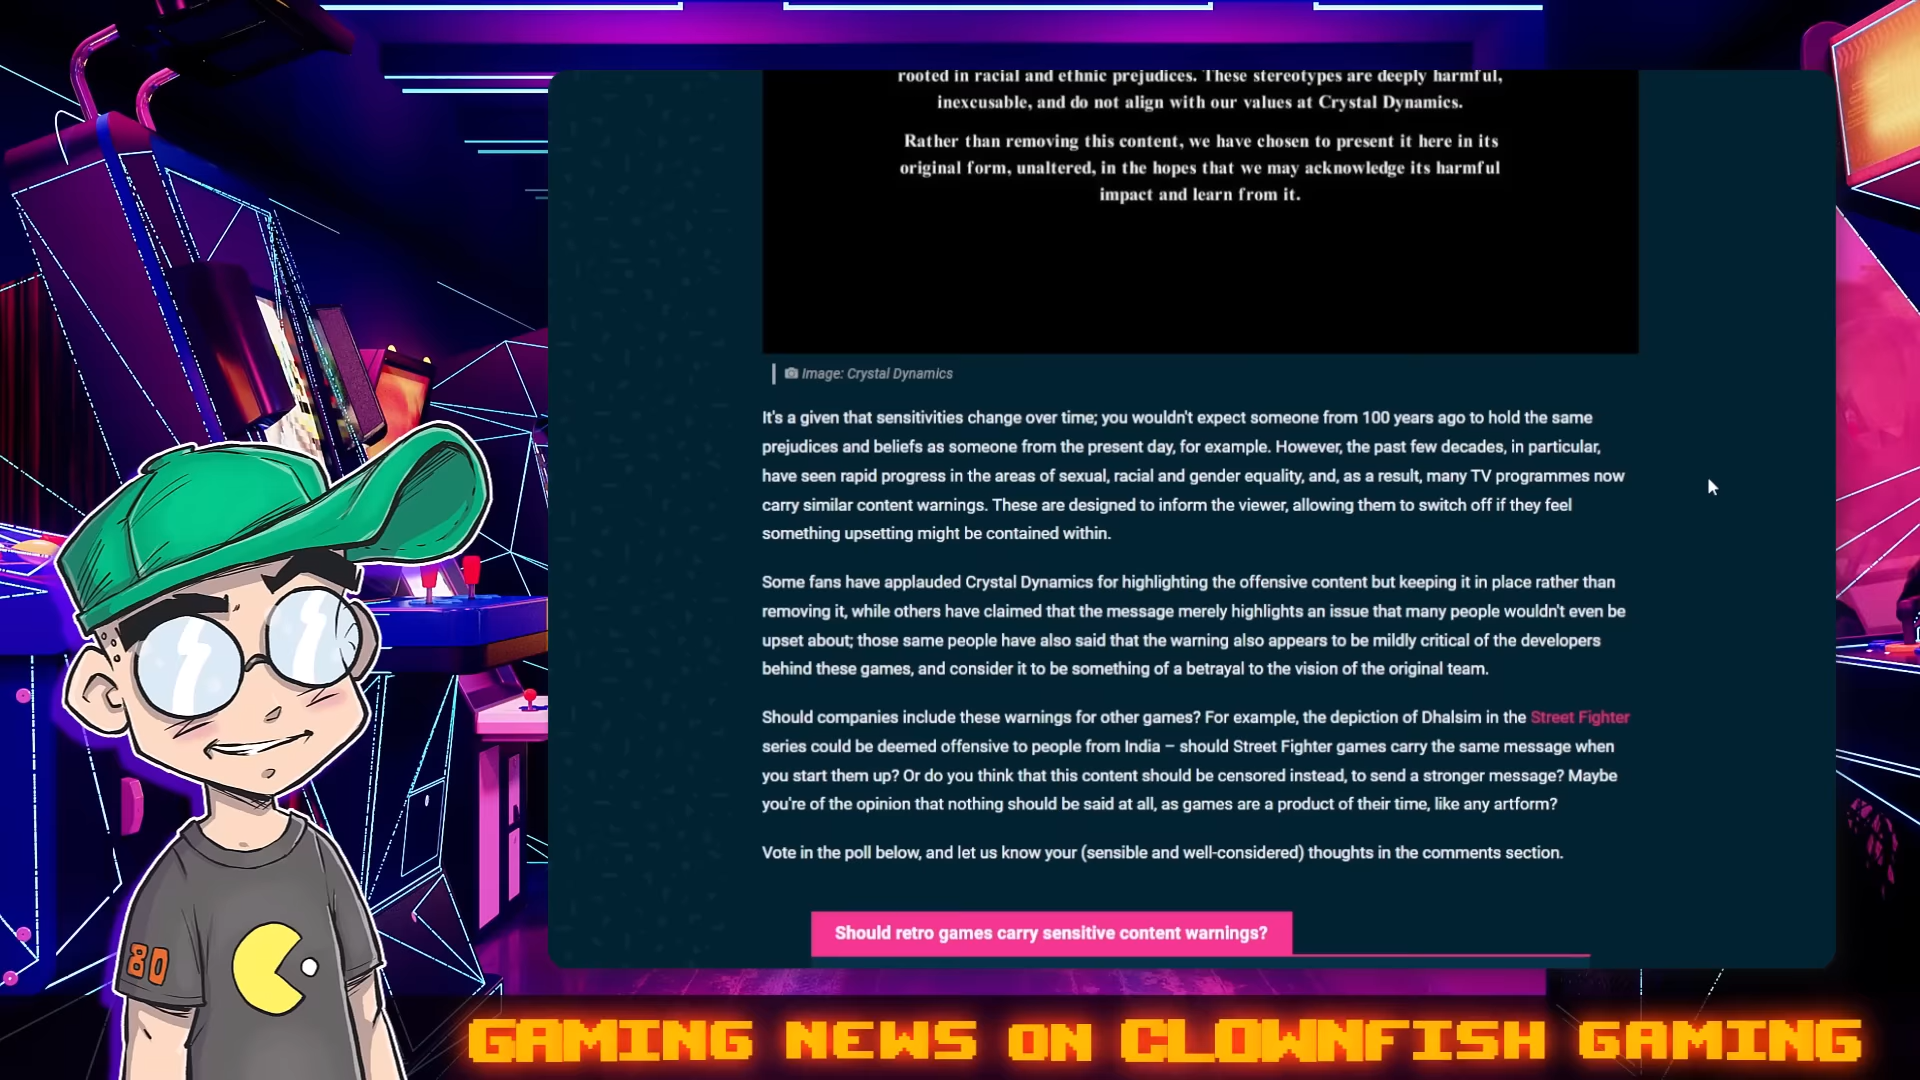 rooted in racial and ethnic prejudices. These stereotypes are deeply harmful,
inexcusable, and do not align with our values at Crystal Dynamics.
Rather than removing this content, we have chosen to present it here in its
original form, unaltered, in the hopes that we may acknowledge its harmful
impact and learn from it.
Image: Crystal Dynamics
It's a given that sensitivities change over time; you wouldn't expect someone from 100 years ago to hold the same
prejudices and beliefs as someone from the present day, for example. However, the past few decades, in particular,
have seen rapid progress in the areas of sexual, racial and gender equality, and, as a result, many TV programmes now
carry similar content warnings. These are designed to inform the viewer, allowing them to switch off if they feel
something upsetting might be contained within.
Some fans have applauded Crystal Dynamics for highlighting the offensive content but keeping it in place rather than
removing it, while others have claimed that the message merely highlights an issue that many people wouldn't even be
upset about; those same people have also said that the warning also appears to be mildly critical of the developers
behind these games, and consider it to be something of a betrayal to the vision of the original team.
Should companies include these warnings for other games? For example, the depiction of Dhalsim in the Street Fighter
series could be deemed offensive to people from India – should Street Fighter games carry the same message when
you start them up? Or do you think that this content should be censored instead, to send a stronger message? Maybe
you're of the opinion that nothing should be said at all, as games are a product of their time, like any artform?
Vote in the poll below, and let us know your (sensible and well-considered) thoughts in the comments section.
Should retro games carry sensitive content warnings?
80
GAMING NEWS ON CLOWNFISH GAMING